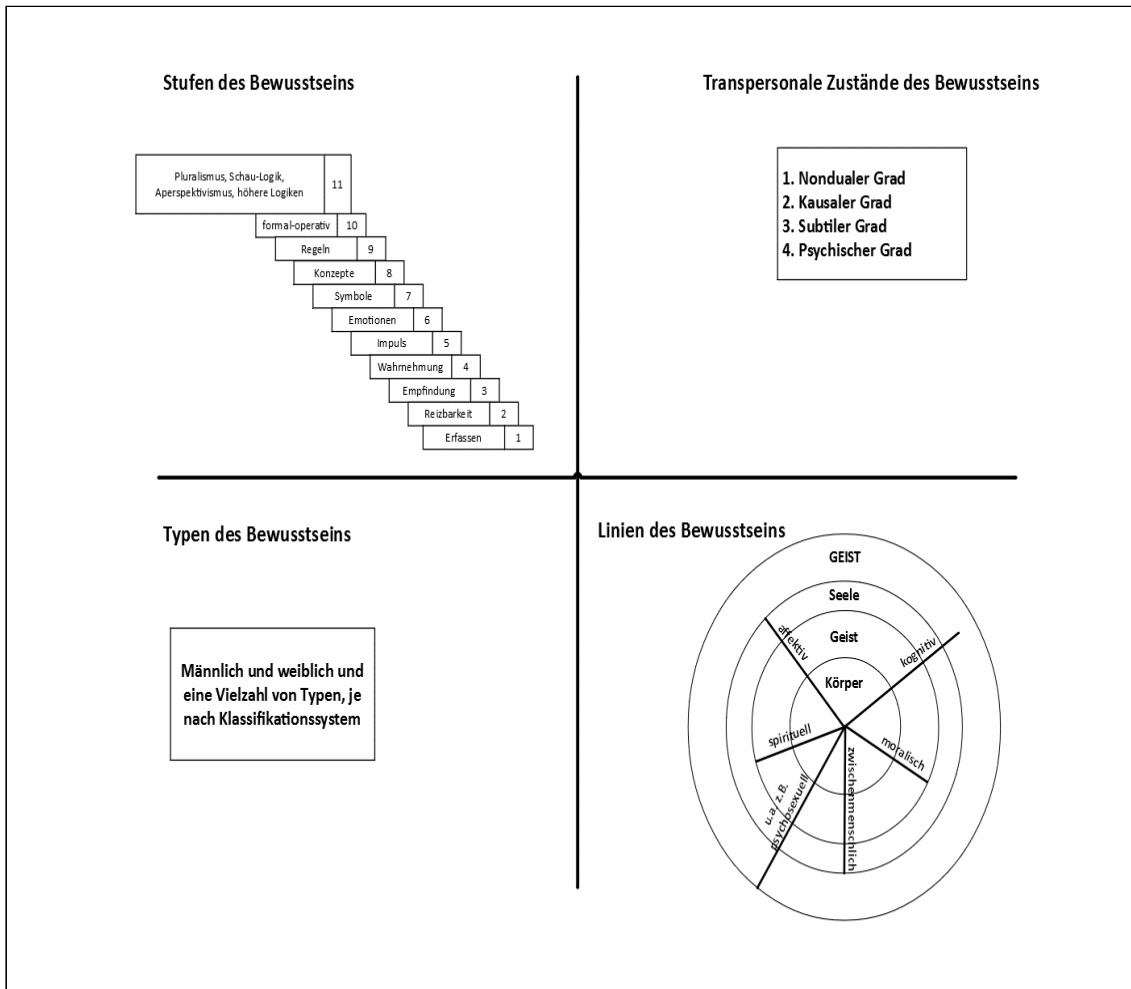 Stufen des Bewusstseins
Pluralismus, Schau-Logik,
Aperspektivismus, höhere Logiken
11
formal-operativ 10
Regeln 9
Konzepte 8
Symbole 7
Emotionen 6
Impuls 5
Wahrnehmung 4
Empfindung 3
Reizbarkeit 2
Erfassen 1
Transpersonale Zustände des Bewusstseins
1. Nondualer Grad
2. Kausaler Grad
3. Subtiler Grad
4. Psychischer Grad
Typen des Bewusstseins
Männlich und weiblich und
eine Vielzahl von Typen, je
nach Klassifikationssystem
Linien des Bewusstseins
GEIST
Seele
Geist
Körper
affektiv
kognitiv
spirituell
moralisch
zwischenmenschlich
u.a. z.B.
psychosexuell